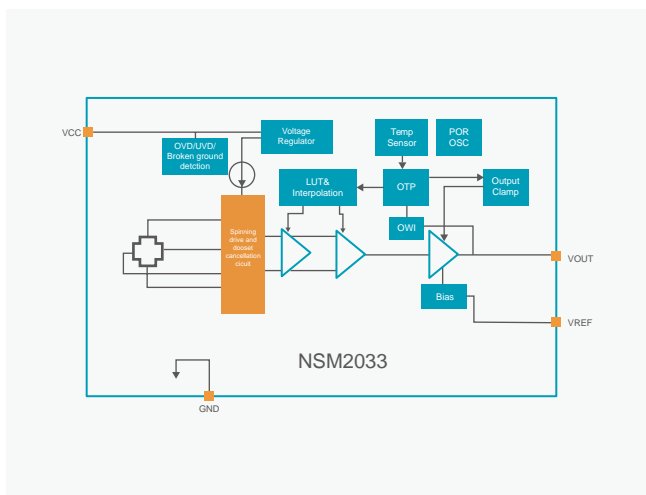 VCC
OVD/UVD/
Broken ground
detction
Voltage
Regulator
Temp
Sensor
POR
OSC
LUT&
Interpolation
OTP
Output
Clamp
OWI
Spinning
drive and
dboset
cancellation
cicuit
VOUT
Bias
VREF
NSM2033
GND